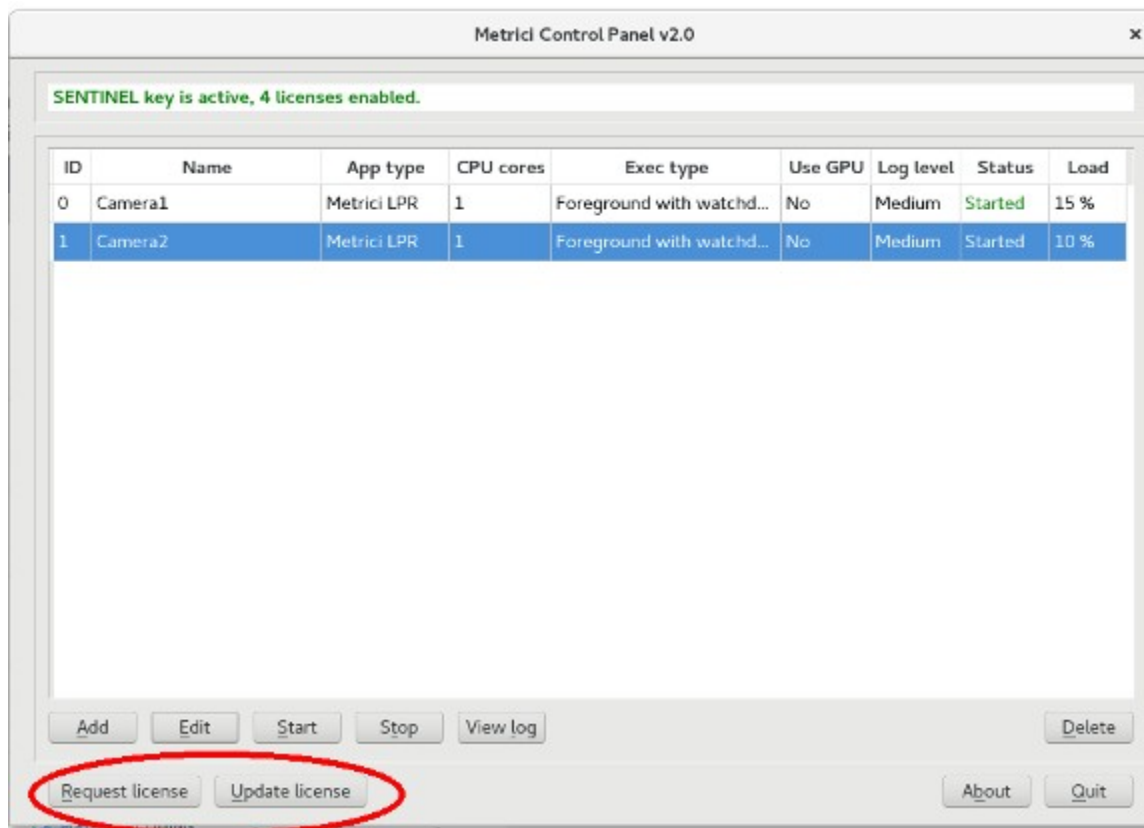 Metrici Control Panel v2.0 ×
SENTINEL key is active, 4 licenses enabled.
ID Name App type CPU cores Exec type Use GPU Log level Status Load
0 Camera1 Metrici LPR 1 Foreground with watchd... No Medium Started 15 %
1 Camera2 Metrici LPR 1 Foreground with watchd... No Medium Started 10 %
Add Edit Start Stop View log Delete
Request license Update license About Quit